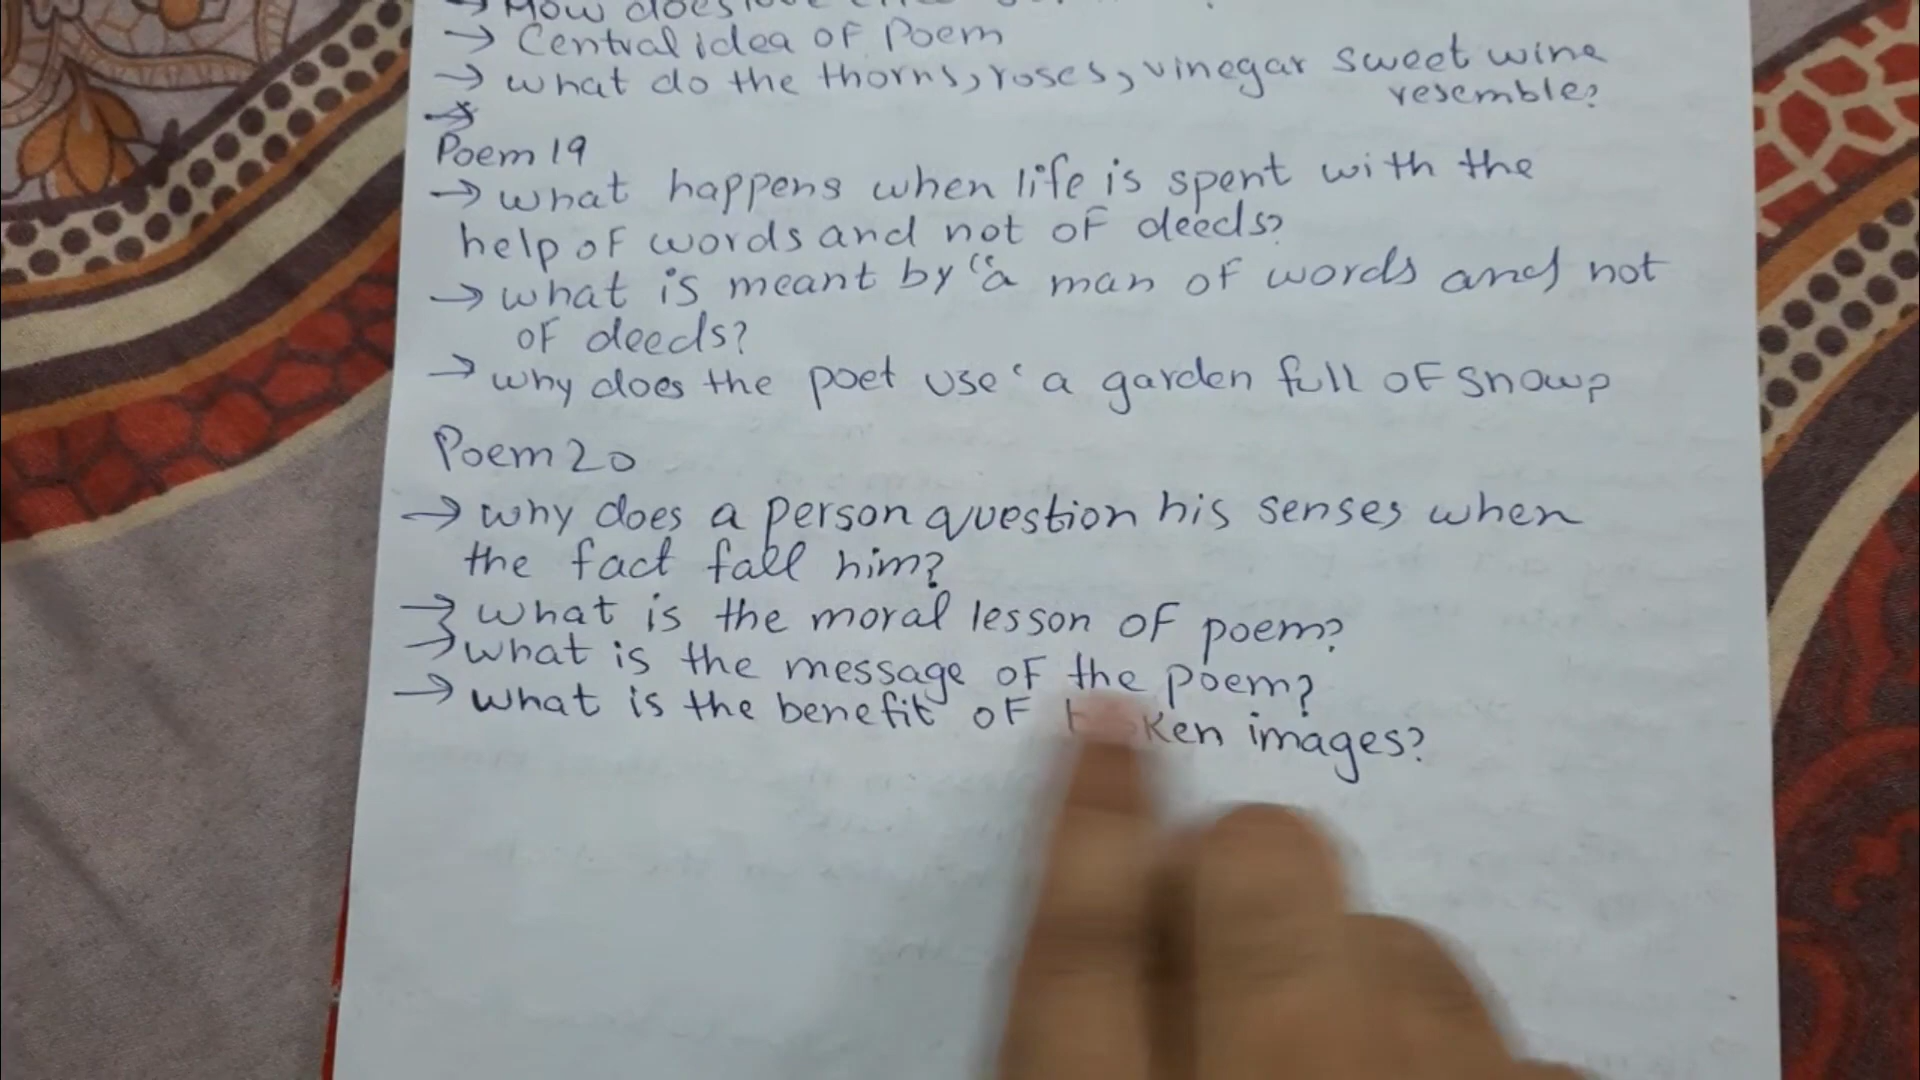 → How does
→ Central idea of Poem
→ what do the thorns, roses, vinegar sweet wine
resemble?
→
Poem 19
→ what happens when life is spent with the
help of words and not of deeds?
→ what is meant by "a man of words and not
of deeds?
→ why does the poet use ' a garden full of snow?
Poem 20
→ why does a person question his senses when
the fact fall him?
→ what is the moral lesson of poem?
→ what is the message of the poem?
→ what is the benefit of images?